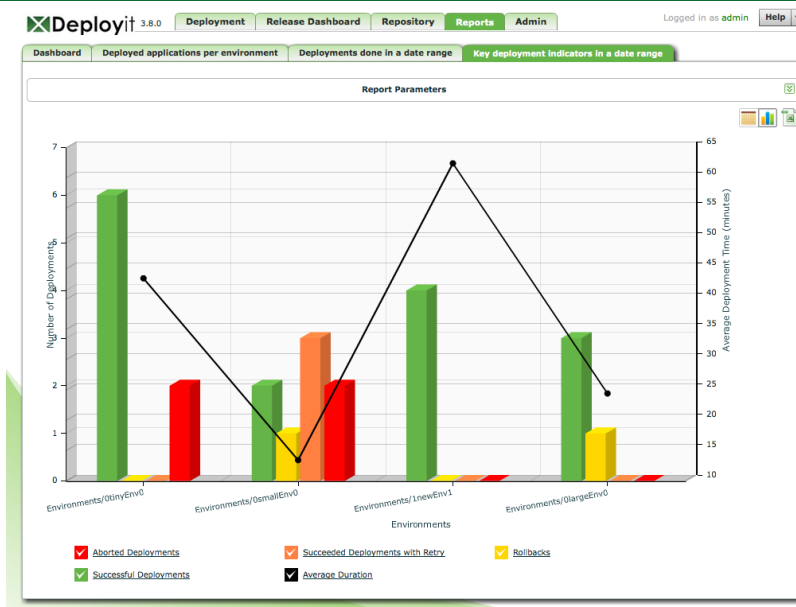 Deployit 3.8.0
Deployment Release Dashboard Repository Reports Admin
Logged in as admin Help
Dashboard Deployed applications per environment Deployments done in a date range Key deployment indicators in a date range
Report Parameters
Number of Deployments
7
6
5
4
3
2
1
0
65
60
55
50
45
40
35
30
25
20
15
10
Average Deployment Time (minutes)
Environments/0tinyEnv0 Environments/0smallEnv0 Environments/1newEnv1 Environments/0largeEnv0
Environments
Aborted Deployments Succeeded Deployments with Retry Rollbacks
Successful Deployments Average Duration